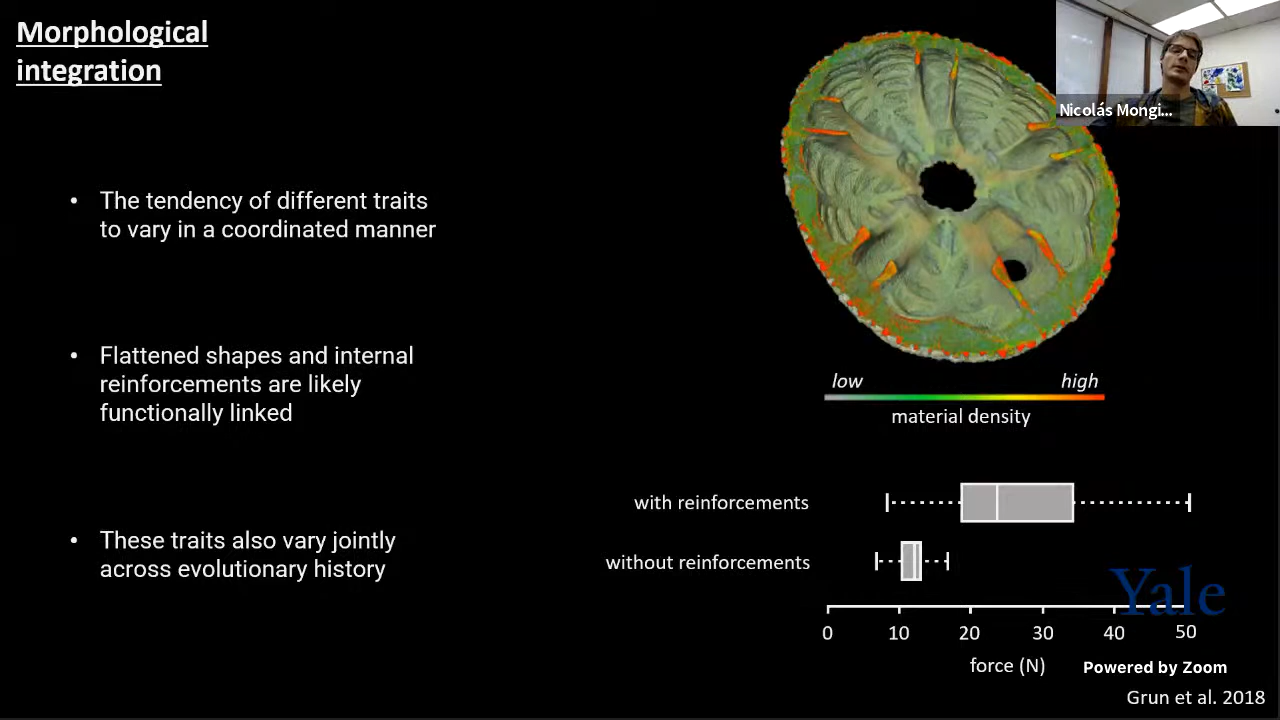 Morphological
integration
Nicolás Mongi...
• The tendency of different traits
to vary in a coordinated manner
• Flattened shapes and internal
reinforcements are likely
functionally linked
• These traits also vary jointly
across evolutionary history
low high
material density
with reinforcements
without reinforcements
Yale
0 10 20 30 40 50
force (N)
Powered by Zoom
Grun et al. 2018